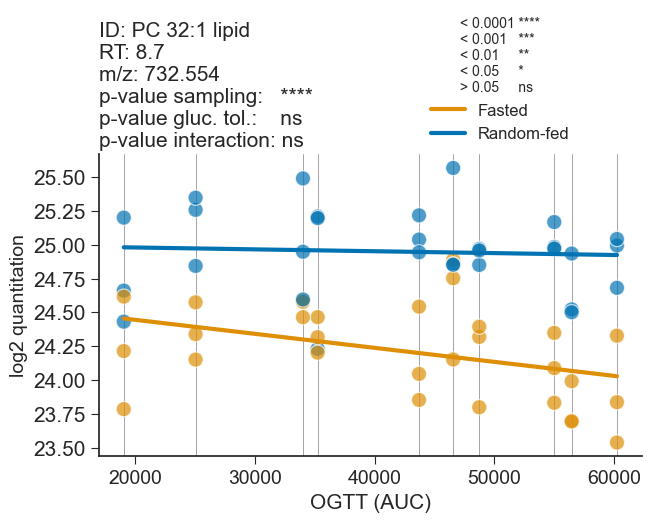 ID: PC 32:1 lipid
RT: 8.7
m/z: 732.554
p-value sampling: ****
p-value gluc. tol.: ns
p-value interaction: ns
< 0.0001 ****
< 0.001 ***
< 0.01 **
< 0.05 *
> 0.05 ns
Fasted
Random-fed
log2 quantitation
25.50
25.25
25.00
24.75
24.50
24.25
24.00
23.75
23.50
20000 30000 40000 50000 60000
OGTT (AUC)